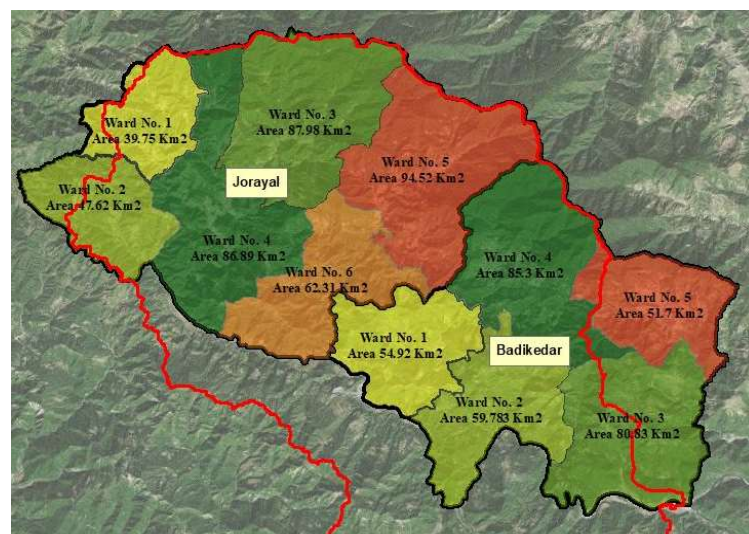 Ward No. 1
Area 39.75 Km2
Ward No. 3
Area 87.98 Km2
Ward No. 5
Area 94.52 Km2
Ward No. 2
Area 47.62 Km2
Jorayal
Ward No. 4
Area 86.89 Km2
Ward No. 6
Area 62.31 Km2
Ward No. 4
Area 85.3 Km2
Ward No. 5
Area 51.7 Km2
Ward No. 1
Area 54.92 Km2
Badikedar
Ward No. 2
Area 59.783 Km2
Ward No. 3
Area 80.83 Km2